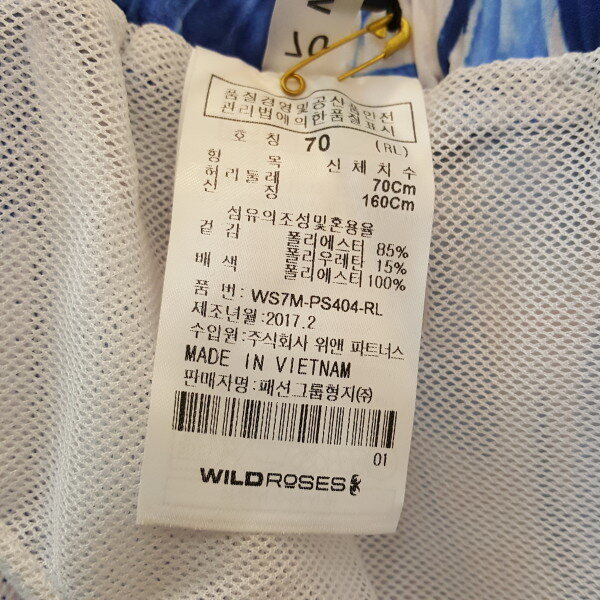 70
품질경영및공산품안전
관리법에의한품질표시
호 칭 70 (RL)
항 목 신 체 치 수
허 리 둘 레 70Cm
신 장 160Cm
섬유의조성및혼용율
겉 감 폴리에스터 85%
폴리우레탄 15%
배 색 폴리에스터 100%
품 번: WS7M-PS404-RL
제조년월:2017.2
수입원:주식회사 위앤 파트너스
MADE IN VIETNAM
판매자명:패션그룹형지㈜
01
WILDROSES